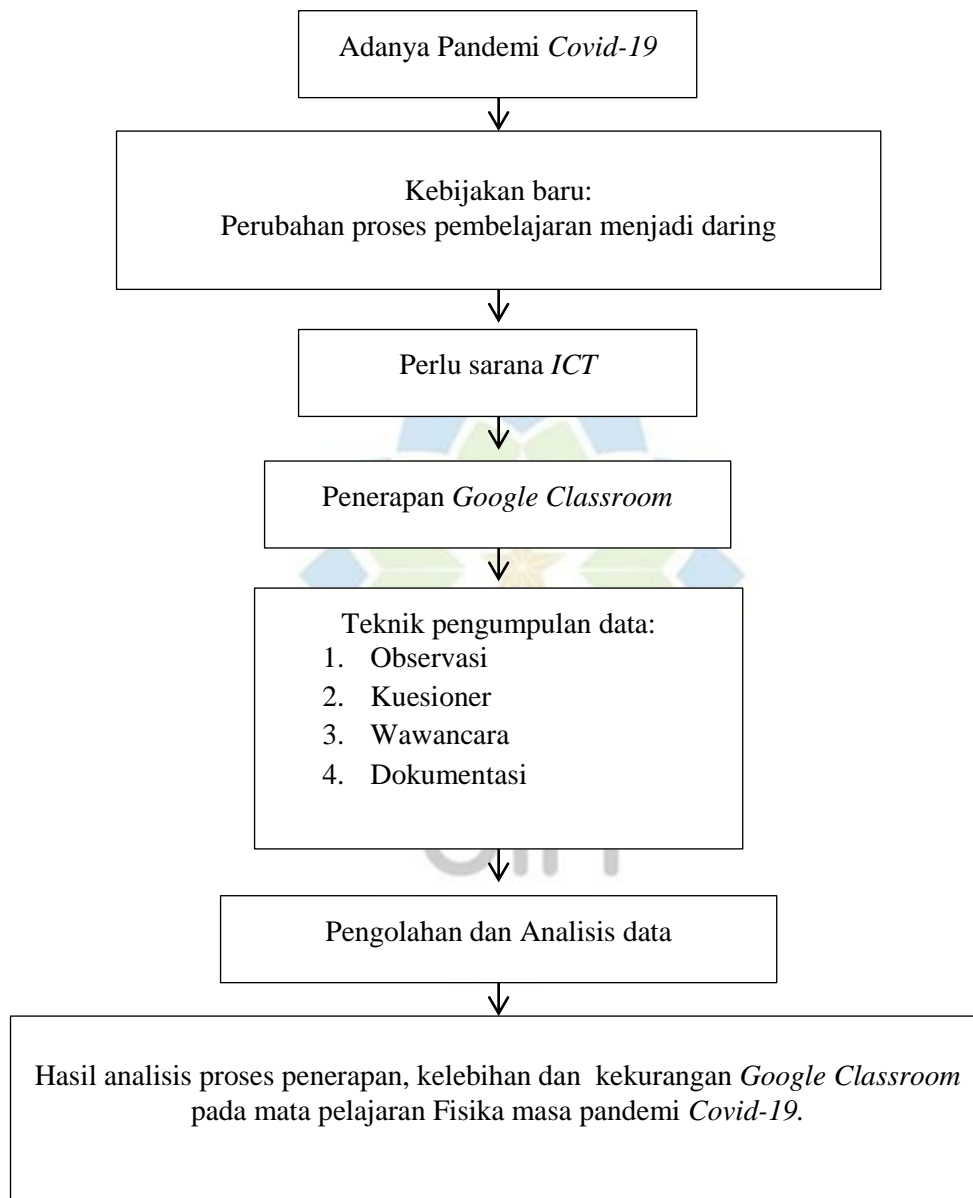 Adanya Pandemi Covid-19
Kebijakan baru:
Perubahan proses pembelajaran menjadi daring
Perlu sarana ICT
Penerapan Google Classroom
Teknik pengumpulan data:
1. Observasi
2. Kuesioner
3. Wawancara
4. Dokumentasi
Pengolahan dan Analisis data
Hasil analisis proses penerapan, kelebihan dan kekurangan Google Classroom
pada mata pelajaran Fisika masa pandemi Covid-19.